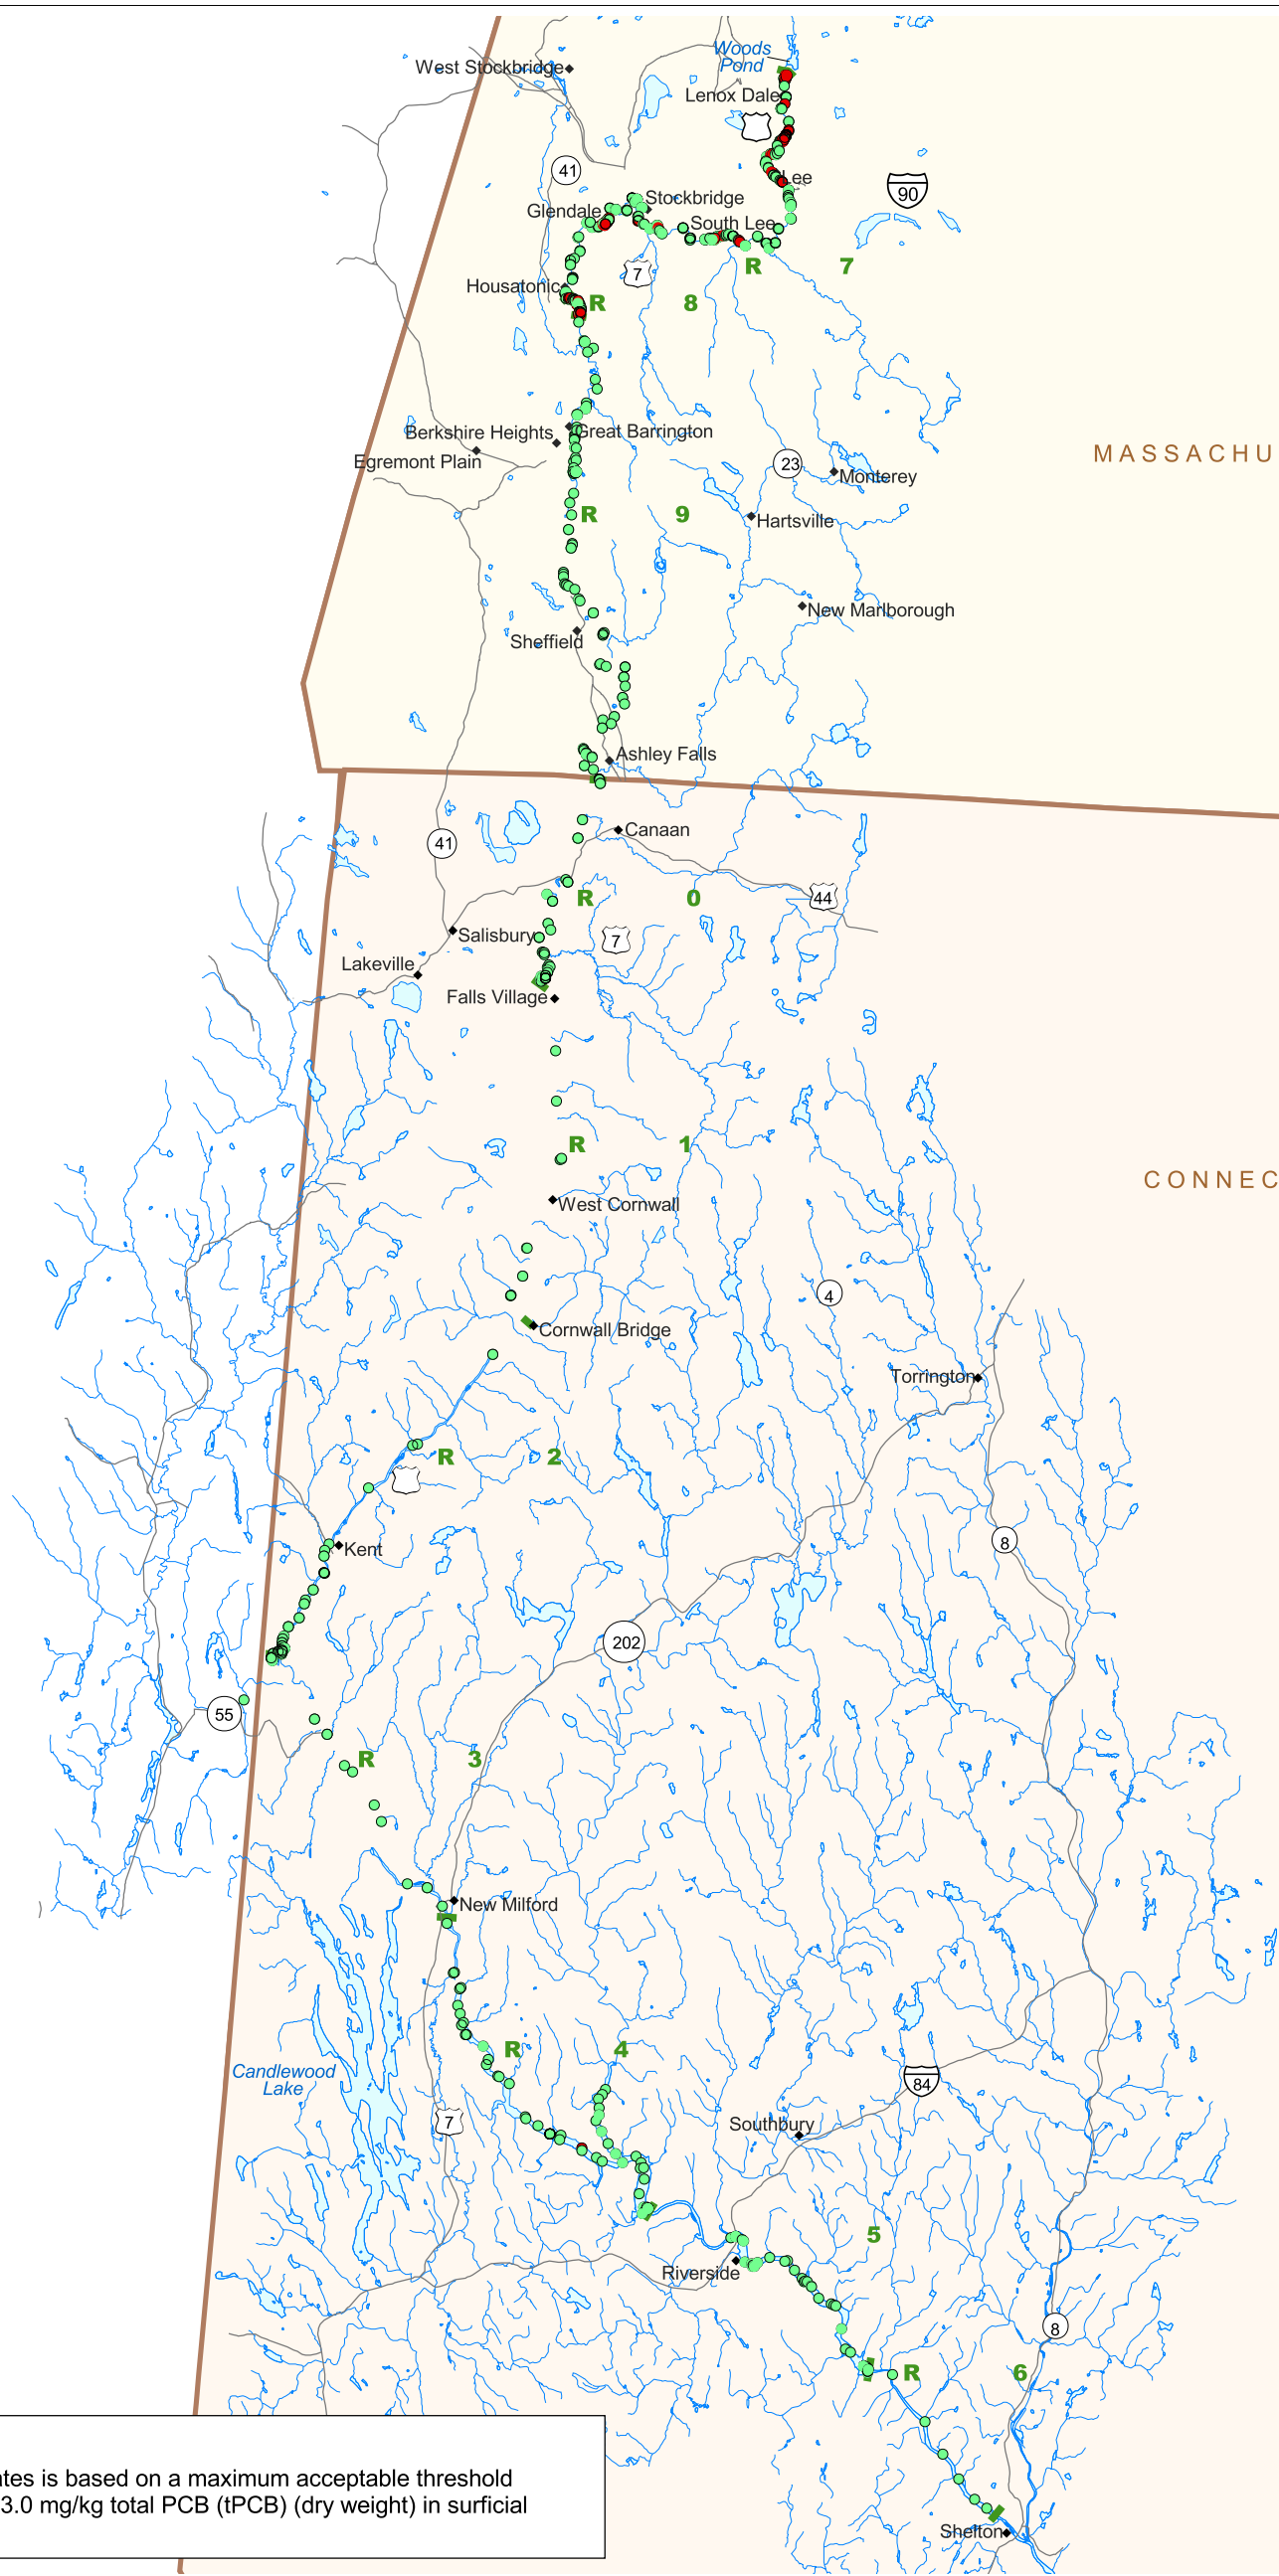 Woods
Pond
West Stockbridge
Lenox Dale
41
Lee
90
Stockbridge
Glendale
South Lee
R 7
7
Housatonic
R 8
Berkshire Heights
Great Barrington
MASSACHU
Egremont Plain
23
Monterey
R 9
Hartsville
New Marlborough
Sheffield
Ashley Falls
Canaan
41
R 0
44
Salisbury
7
Lakeville
Falls Village
R 1
CONNEC
West Cornwall
4
Cornwall Bridge
Torrington
R 2
8
Kent
202
55
R 3
New Milford
R 4
Candlewood
Lake
84
7
Southbury
5
Riverside
8
R 6
ates is based on a maximum acceptable threshold
3.0 mg/kg total PCB (tPCB) (dry weight) in surficial
Shelton